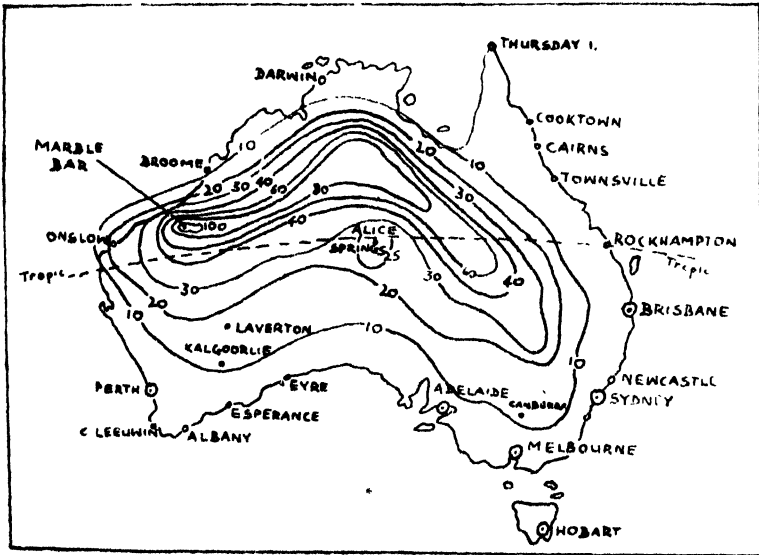 THURSDAY I.
DARWIN
COOKTOWN
CAIRNS
TOWNSVILLE
MARBLE
BAR
BROOME
10
20
10
20 30 40 60 80
30
100
40
ONSLOW
ALICE
SPRINGS
25
ROCKHAMPTON
Tropic
Tropic
30
30
60
40
20
20
10
BRISBANE
LAVERTON
10
10
KALGOORLIE
PERTH
EYRE
ADELAIDE
CANBURRA
NEWCASTLE
SYDNEY
ESPERANCE
C LEEUWIN
ALBANY
MELBOURNE
HOBART